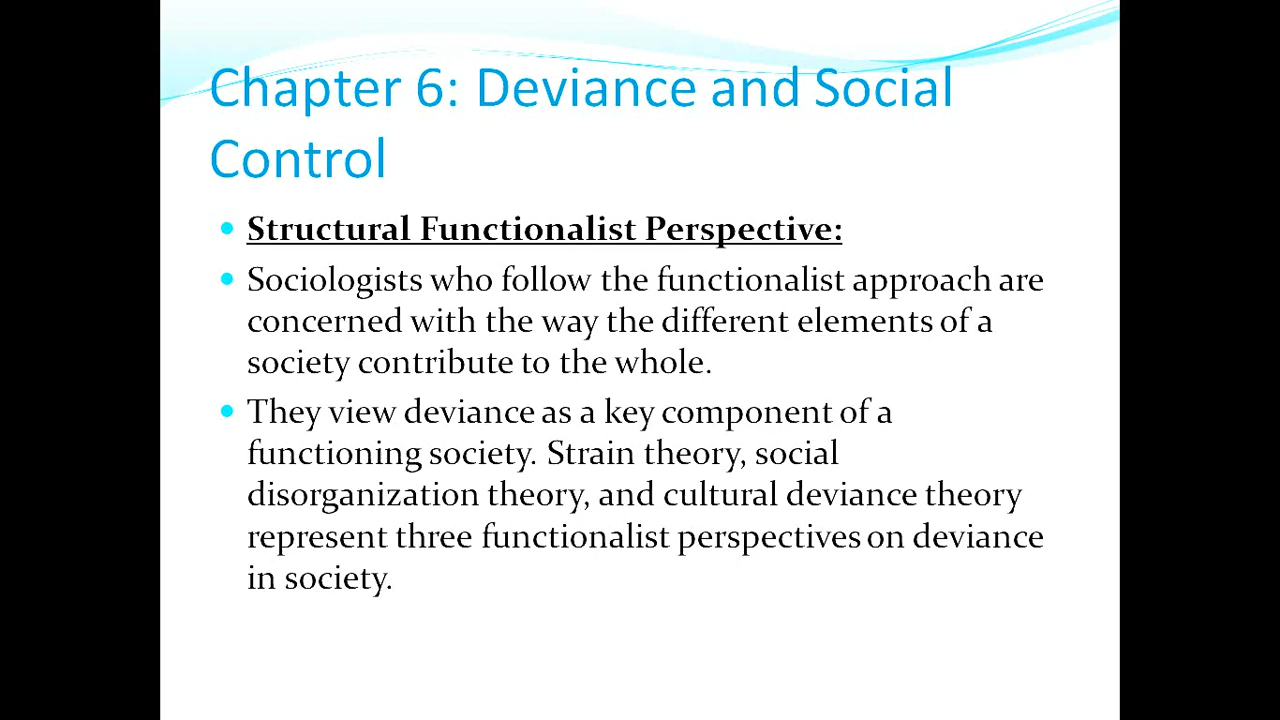 Chapter 6: Deviance and Social
Control
Structural Functionalist Perspective:
Sociologists who follow the functionalist approach are
concerned with the way the different elements of a
society contribute to the whole.
They view deviance as a key component of a
functioning society. Strain theory, social
disorganization theory, and cultural deviance theory
represent three functionalist perspectives on deviance
in society.